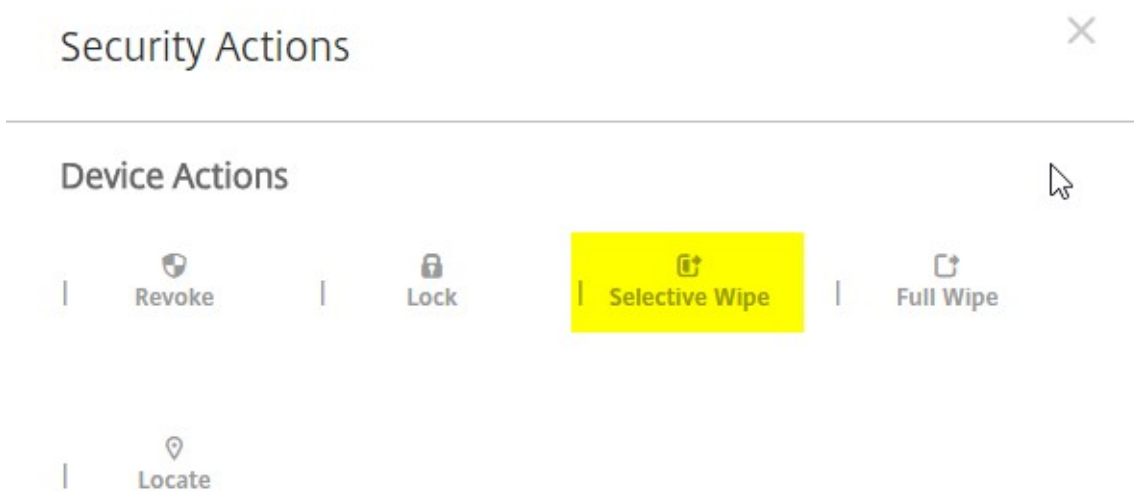 Security Actions
Device Actions
Revoke
Lock
Selective Wipe
Full Wipe
Locate